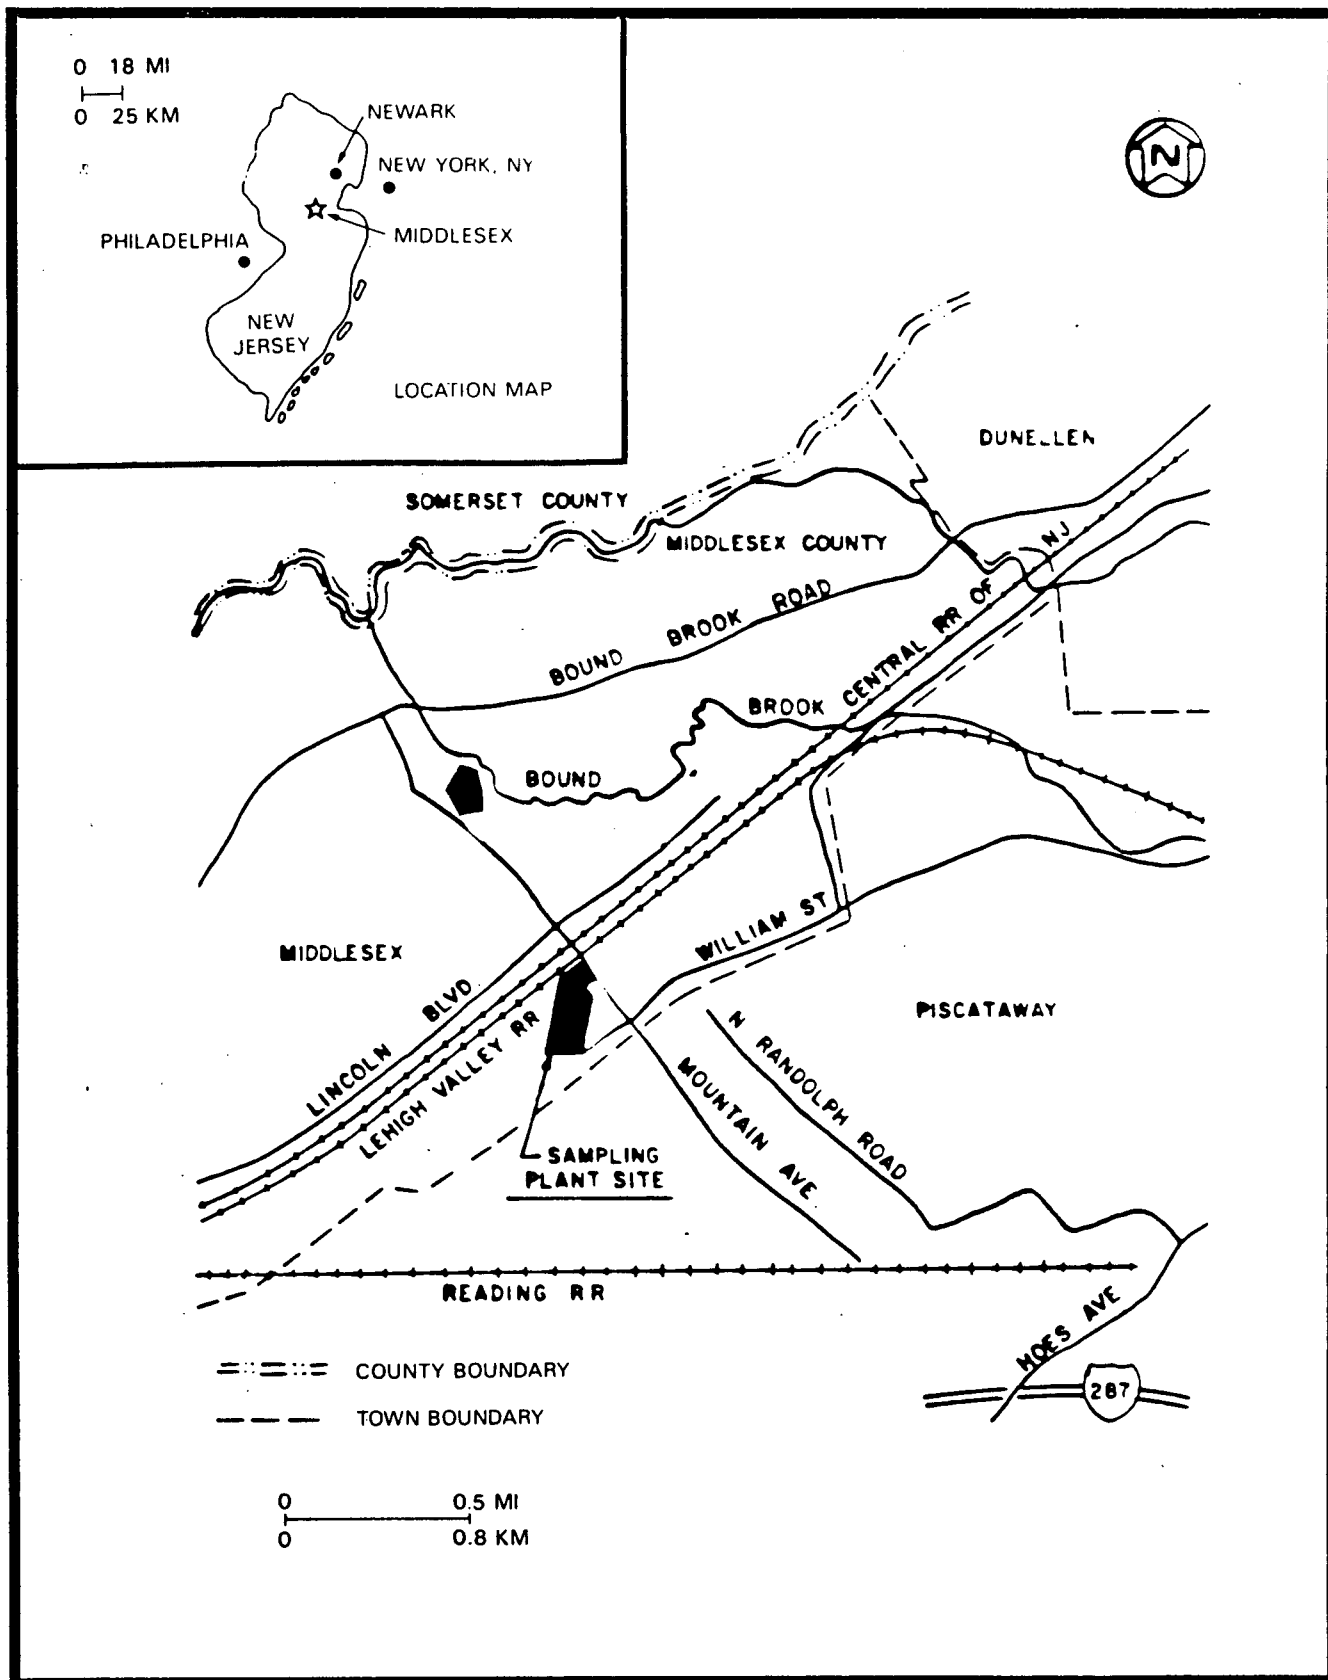 0 18 MI
0 25 KM
NEWARK
NEW YORK, NY
MIDDLESEX
PHILADELPHIA
NEW
JERSEY
LOCATION MAP
N
DUNELLEN
SOMERSET COUNTY
MIDDLESEX COUNTY
BOUND BROOK ROAD
CENTRAL RR OF NJ
BOUND BROOK
MIDDLESEX
WILLIAM ST
PISCATAWAY
LINCOLN BLVD.
LEHIGH VALLEY RR
N RANDOLPH ROAD
MOUNTAIN AVE.
SAMPLING
PLANT SITE
READING RR
HOES AVE
287
COUNTY BOUNDARY
TOWN BOUNDARY
0 0.5 MI
0 0.8 KM